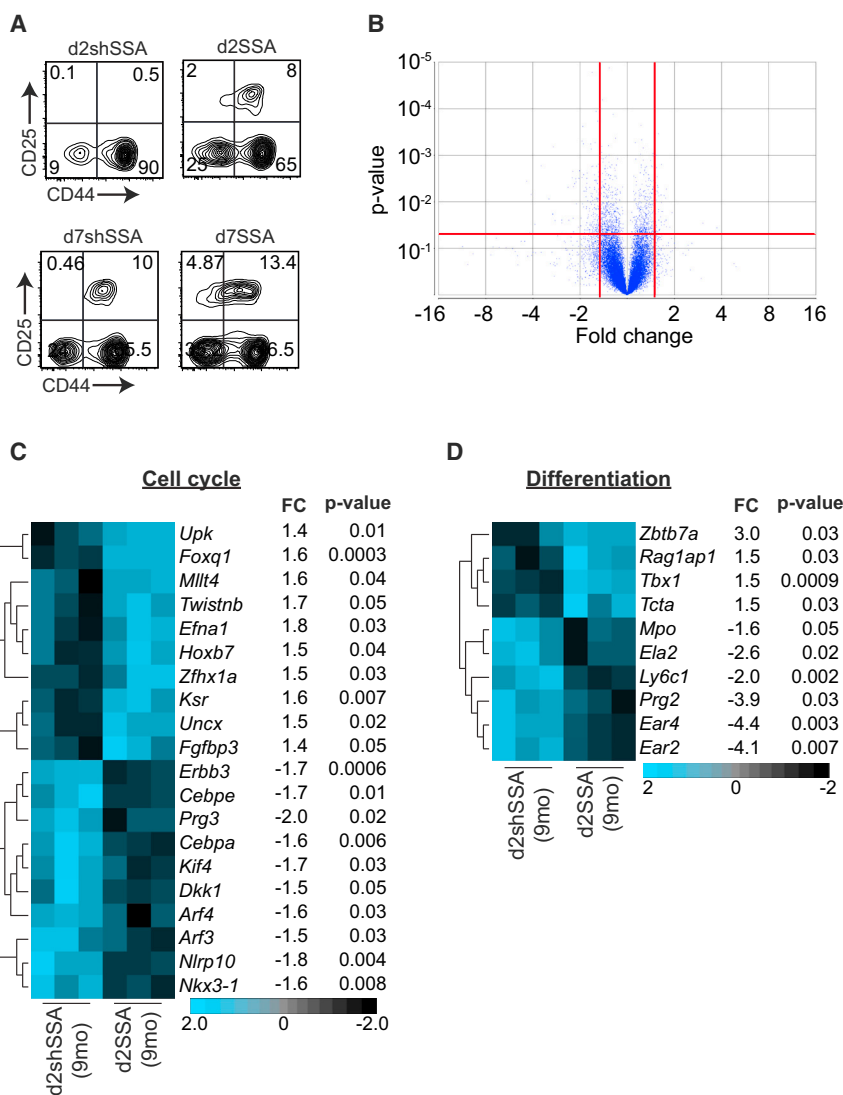 A
d2shSSA
d2SSA
0.1
0.5
2
8
9
90
25
65
CD25
CD44
d7shSSA
d7SSA
0.46
10
4.87
13.4
5.5
6.5
CD25
CD44
B
10-5
10-4
10-3
10-2
10-1
p-value
-16 -8 -4 -2 2 4 8 16
Fold change
C
Cell cycle
FC p-value
Upk 1.4 0.01
Foxq1 1.6 0.0003
Mllt4 1.6 0.04
Twistnb 1.7 0.05
Efna1 1.8 0.03
Hoxb7 1.5 0.04
Zfhx1a 1.5 0.03
Ksr 1.6 0.007
Uncx 1.5 0.02
Fgfbp3 1.4 0.05
Erbb3 -1.7 0.0006
Cebpe -1.7 0.01
Prg3 -2.0 0.02
Cebpa -1.6 0.006
Kif4 -1.7 0.03
Dkk1 -1.5 0.05
Arf4 -1.6 0.03
Arf3 -1.5 0.03
Nlrp10 -1.8 0.004
Nkx3-1 -1.6 0.008
d2shSSA
(9mo)
d2SSA
(9mo)
2.0 0 -2.0
D
Differentiation
FC p-value
Zbtb7a 3.0 0.03
Rag1ap1 1.5 0.03
Tbx1 1.5 0.0009
Tcta 1.5 0.03
Mpo -1.6 0.05
Ela2 -2.6 0.02
Ly6c1 -2.0 0.002
Prg2 -3.9 0.03
Ear4 -4.4 0.003
Ear2 -4.1 0.007
d2shSSA
(9mo)
d2SSA
(9mo)
2 0 -2